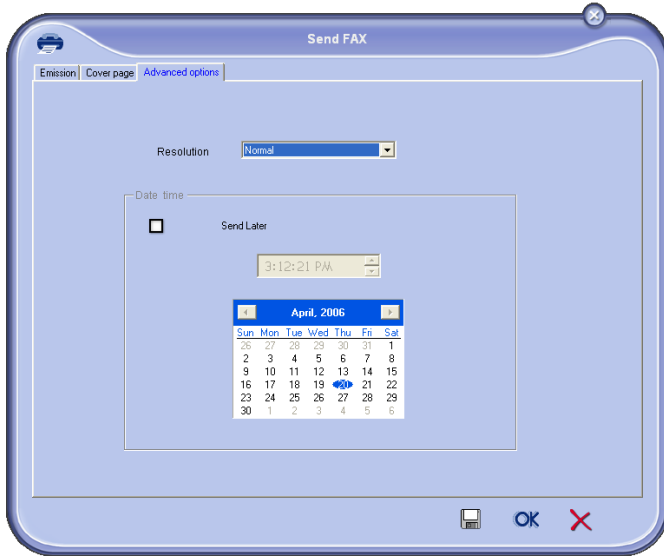 Send FAX
Emission Cover page Advanced options
Resolution Normal
Date time
Send Later
3:12:21 PM
April, 2006
Sun Mon Tue Wed Thu Fri Sat
26 27 28 29 30 31 1
2 3 4 5 6 7 8
9 10 11 12 13 14 15
16 17 18 19 20 21 22
23 24 25 26 27 28 29
30 1 2 3 4 5 6
OK